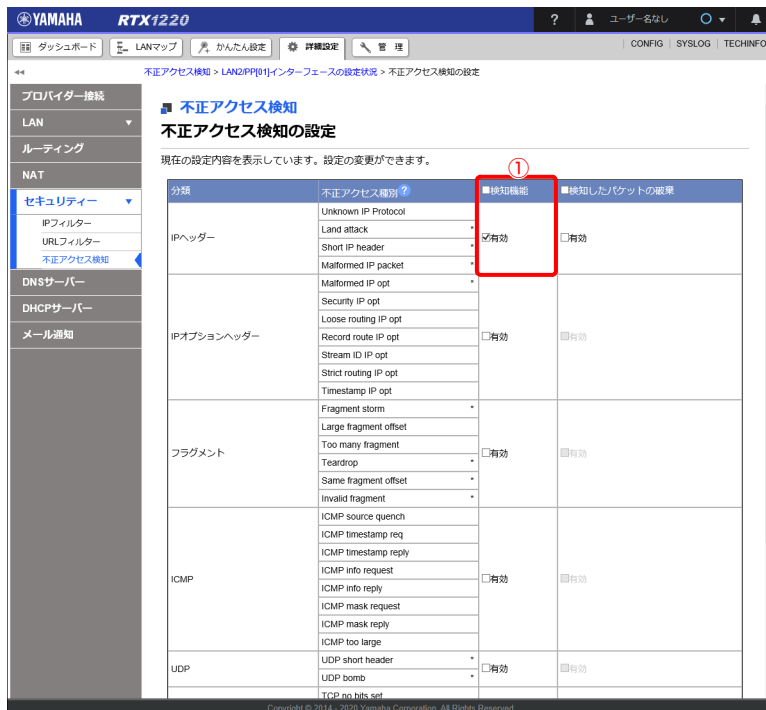 YAMAHA RTX1220 ? ユーザー名なし
ダッシュボード LANマップ かんたん設定 詳細設定 管 理 CONFIG SYSLOG TECHINFO
不正アクセス検知 > LAN2/PP[01]インターフェースの設定状況 > 不正アクセス検知の設定
プロバイダー接続
LAN
ルーティング
NAT
セキュリティー
IPフィルター
URLフィルター
不正アクセス検知
DNSサーバー
DHCPサーバー
メール通知
不正アクセス検知
不正アクセス検知の設定
現在の設定内容を表示しています。設定の変更ができます。
①
分類 不正アクセス種別 ? ■検知機能 ■検知したパケットの破棄
IPヘッダー
Unknown IP Protocol
Land attack *
Short IP header *
Malformed IP packet *
有効 有効
IPオプションヘッダー
Malformed IP opt *
Security IP opt
Loose routing IP opt
Record route IP opt
Stream ID IP opt
Strict routing IP opt
Timestamp IP opt
有効 有効
フラグメント
Fragment storm *
Large fragment offset
Too many fragment
Teardrop *
Same fragment offset *
Invalid fragment *
有効 有効
ICMP
ICMP source quench
ICMP timestamp req
ICMP timestamp reply
ICMP info request
ICMP info reply
ICMP mask request
ICMP mask reply
ICMP too large
有効 有効
UDP
UDP short header *
UDP bomb *
有効 有効
TCP no bits set
Copyright © 2014 - 2020 Yamaha Corporation. All Rights Reserved.